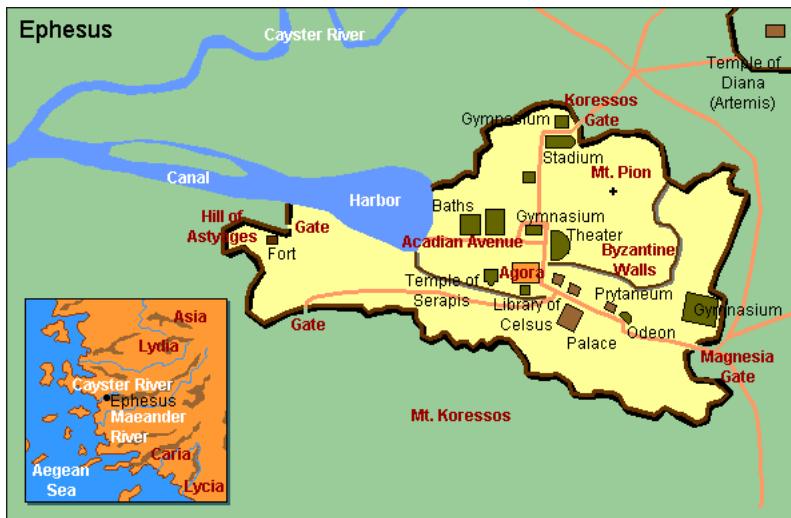 Ephesus
Cayster River
Temple of
Diana
(Artemis)
Koressos
Gate
Gymnasium
Stadium
Mt. Pion
Canal
Harbor
Hill of
Astyages
Gate
Fort
Baths
Gymnasium
Acadian Avenue
Theater
Byzantine
Walls
Agora
Temple of
Serapis
Library of
Celsus
Prytaneum
Gymnasium
Odeon
Palace
Gate
Magnesia
Gate
Mt. Koressos
Asia
Lydia
Cayster River
Ephesus
Maeander
River
Caria
Aegean
Sea
Lycia